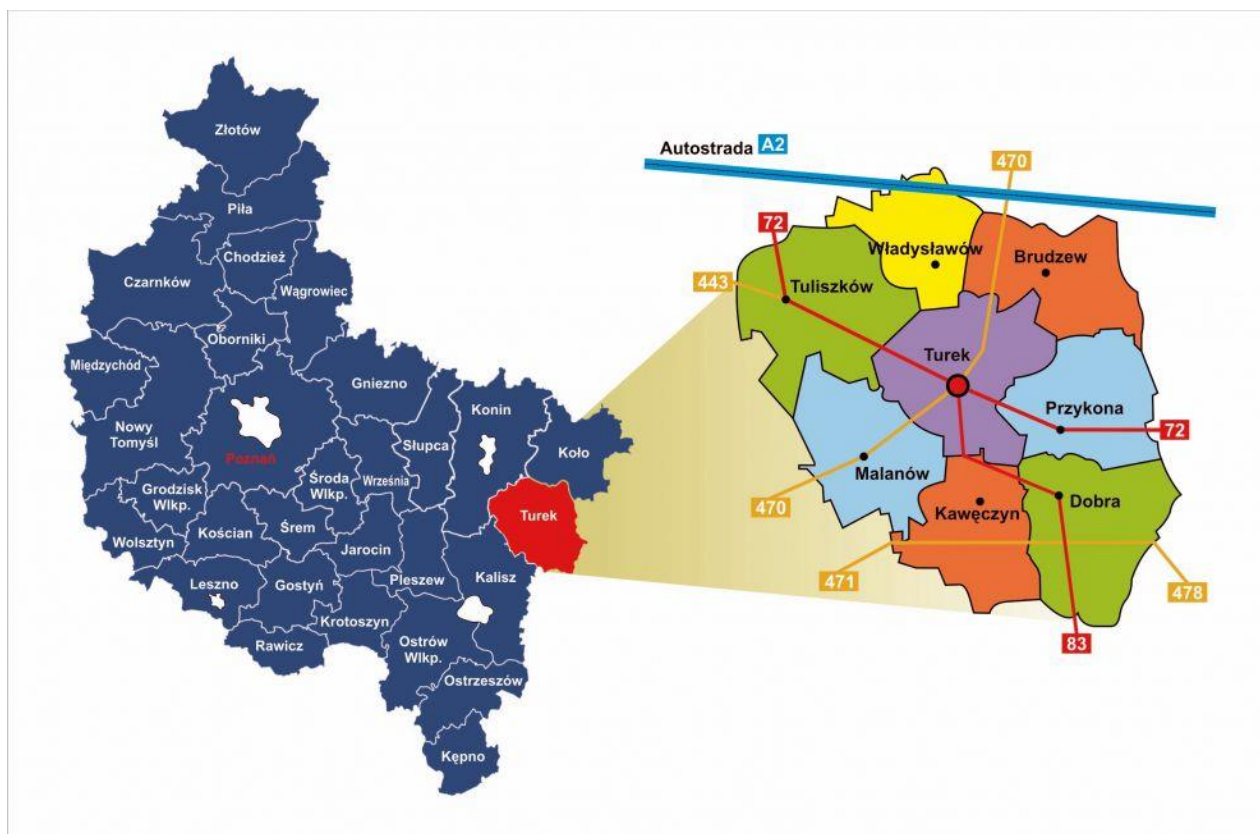 Złotów
Piła
Chodzież
Czarnków
Wągrowiec
Oborniki
Międzychód
Gniezno
Konin
Nowy
Tomyśl
Słupca
Koło
Poznań
Środa
Wlkp.
Września
Grodzisk
Wlkp.
Turek
Kościan
Śrem
Wolsztyn
Jarocin
Leszno
Gostyń
Pleszew
Kalisz
Krotoszyn
Rawicz
Ostrów
Wlkp.
Ostrzeszów
Kępno
Autostrada A2
470
72
Władysławów
Brudzew
443
Tuliszków
Turek
Przykona
72
Malanów
470
Kawęczyn
Dobra
471
478
83